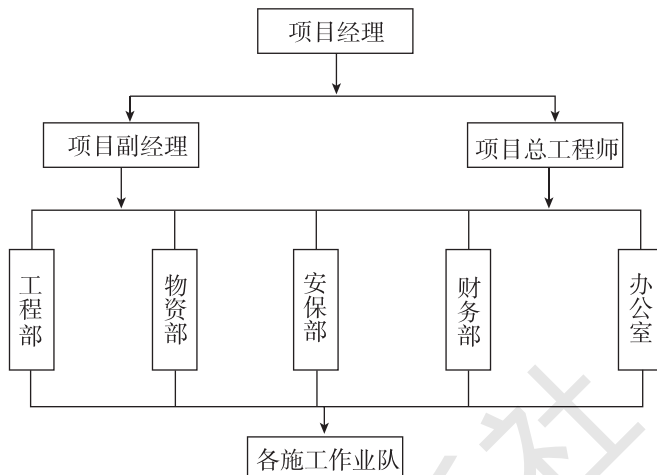 项目经理
项目副经理
项目总工程师
工程部
物资部
安保部
财务部
办公室
各施工作业队
社